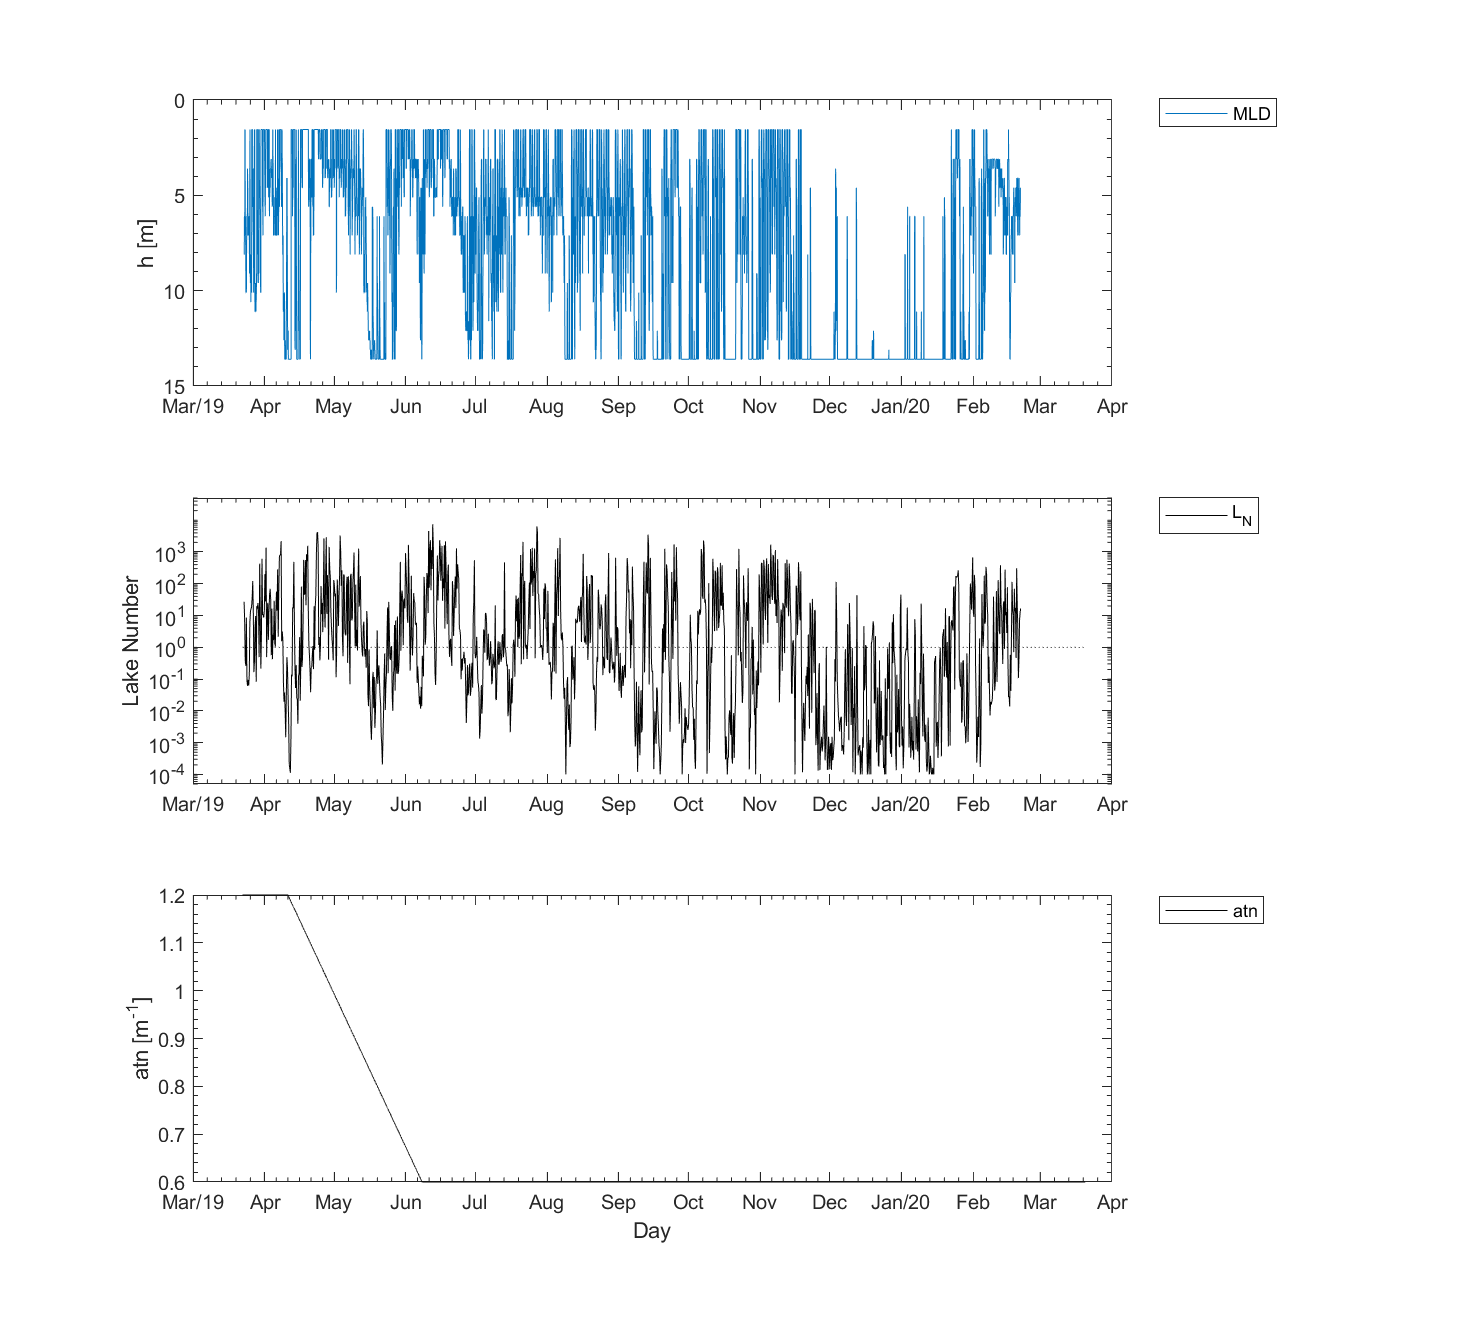 0
5
10
15
h [m]
Mar/19 Apr May Jun Jul Aug Sep Oct Nov Dec Jan/20 Feb Mar Apr
MLD
10^3
10^2
10^1
10^0
10^-1
10^-2
10^-3
10^-4
Lake Number
Mar/19 Apr May Jun Jul Aug Sep Oct Nov Dec Jan/20 Feb Mar Apr
L_N
1.2
1.1
1
0.9
0.8
0.7
0.6
atn [m^-1]
Mar/19 Apr May Jun Jul Aug Sep Oct Nov Dec Jan/20 Feb Mar Apr
Day
atn